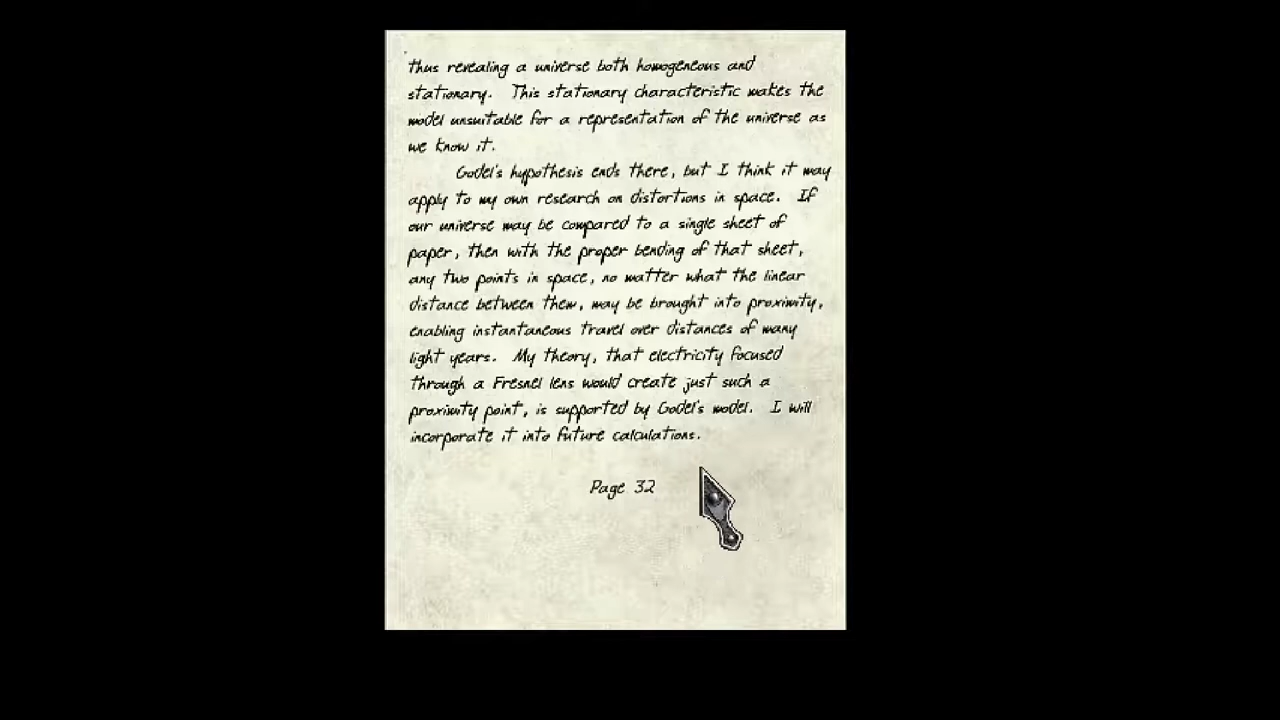 thus revealing a universe both homogeneous and
stationary. This stationary characteristic makes the
model unsuitable for a representation of the universe as
we know it.
Godel's hypothesis ends there, but I think it may
apply to my own research on distortions in space. If
our universe may be compared to a single sheet of
paper, then with the proper bending of that sheet,
any two points in space, no matter what the linear
distance between them, may be brought into proximity,
enabling instantaneous travel over distances of many
light years. My theory, that electricity focused
through a Fresnel lens would create just such a
proximity point, is supported by Godel's model. I will
incorporate it into future calculations.
Page 32